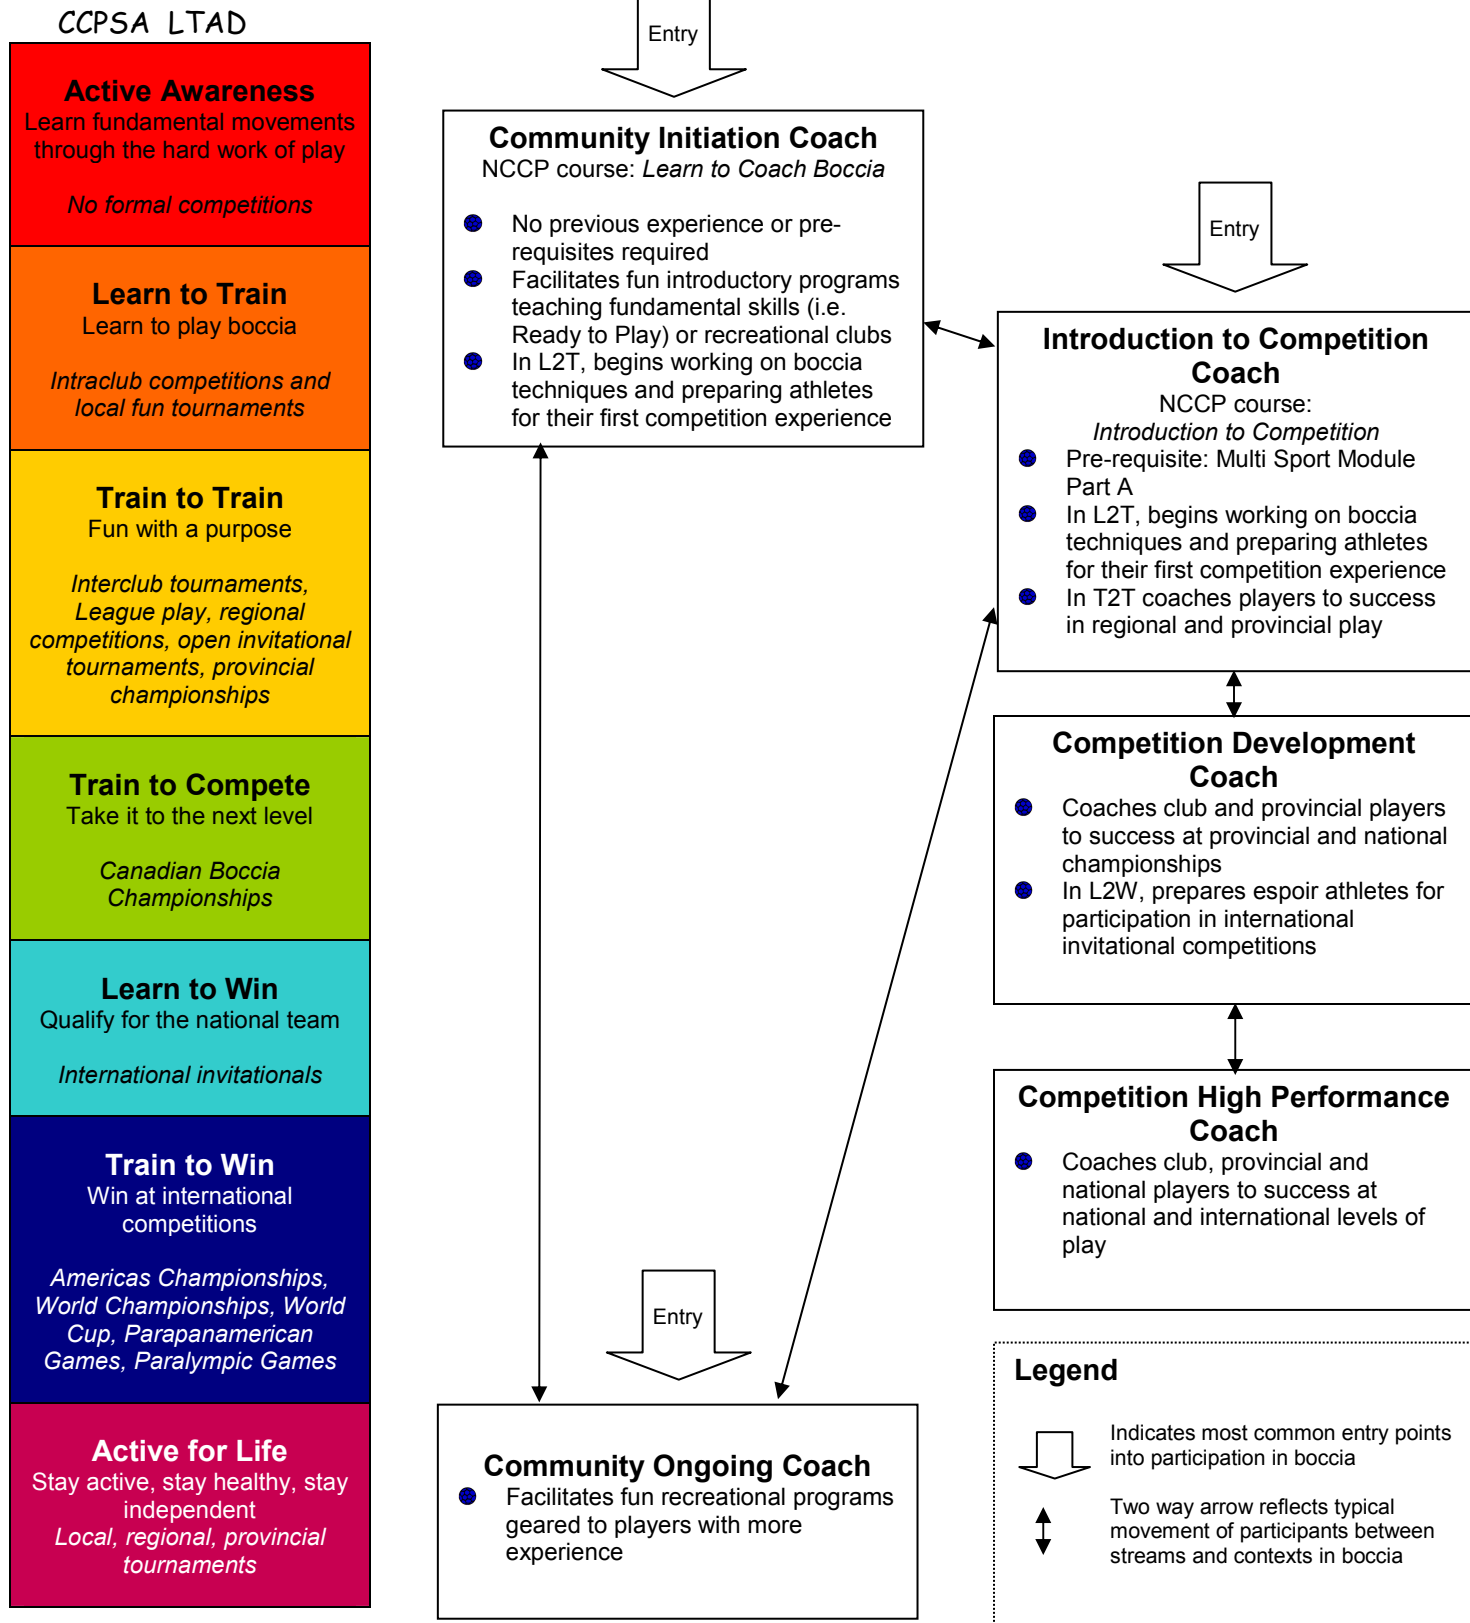 CCPSA LTAD
Active Awareness
Learn fundamental movements
through the hard work of play
No formal competitions
Learn to Train
Learn to play boccia
Intraclub competitions and
local fun tournaments
Train to Train
Fun with a purpose
Interclub tournaments,
League play, regional
competitions, open invitational
tournaments, provincial
championships
Train to Compete
Take it to the next level
Canadian Boccia
Championships
Learn to Win
Qualify for the national team
International invitationals
Train to Win
Win at international
competitions
Americas Championships,
World Championships, World
Cup, Parapanamerican
Games, Paralympic Games
Active for Life
Stay active, stay healthy, stay
independent
Local, regional, provincial
tournaments
Entry
Community Initiation Coach
NCCP course: Learn to Coach Boccia
No previous experience or pre-
requisites required
Facilitates fun introductory programs
teaching fundamental skills (i.e.
Ready to Play) or recreational clubs
In L2T, begins working on boccia
techniques and preparing athletes
for their first competition experience
Entry
Introduction to Competition
Coach
NCCP course:
Introduction to Competition
Pre-requisite: Multi Sport Module
Part A
In L2T, begins working on boccia
techniques and preparing athletes
for their first competition experience
In T2T coaches players to success
in regional and provincial play
Competition Development
Coach
Coaches club and provincial players
to success at provincial and national
championships
In L2W, prepares espoir athletes for
participation in international
invitational competitions
Competition High Performance
Coach
Coaches club, provincial and
national players to success at
national and international levels of
play
Entry
Community Ongoing Coach
Facilitates fun recreational programs
geared to players with more
experience
Legend
Indicates most common entry points
into participation in boccia
Two way arrow reflects typical
movement of participants between
streams and contexts in boccia